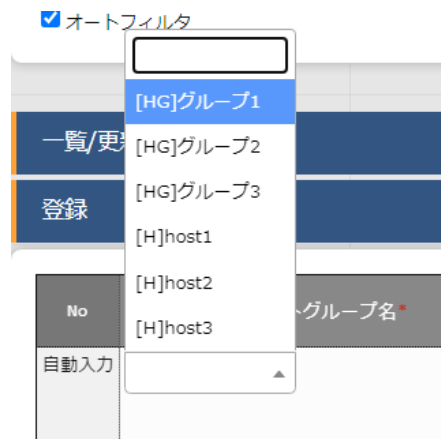 オートフィルタ
[HG]グループ1
[HG]グループ2
[HG]グループ3
[H]host1
[H]host2
[H]host3
一覧/更
登録
No
グループ名*
自動入力